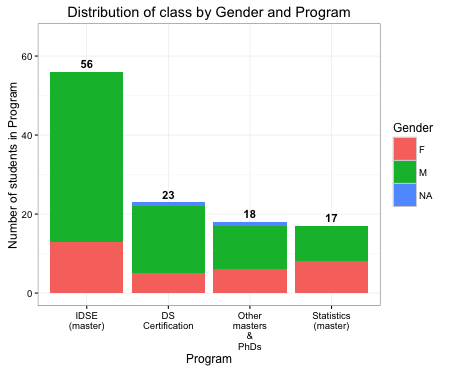 Distribution of class by Gender and Program
Number of students in Program
60
40
20
0
56
23
18
17
IDSE
(master)
DS
Certification
Other
masters
&
PhDs
Statistics
(master)
Program
Gender
F
M
NA